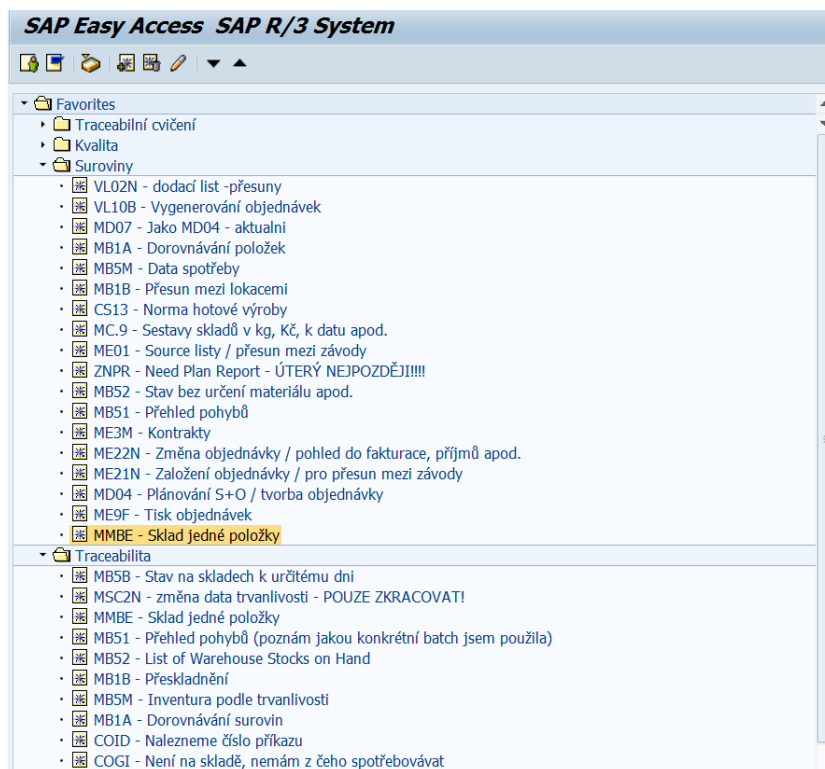 SAP Easy Access SAP R/3 System
Favorites
Traceabilní cvičení
Kvalita
Suroviny
VL02N - dodací list -přesuny
VL10B - Vygenerování objednávek
MD07 - Jako MD04 - aktualni
MB1A - Dorovnávání položek
MB5M - Data spotřeby
MB1B - Přesun mezi lokacemi
CS13 - Norma hotové výroby
MC.9 - Sestavy skladů v kg, Kč, k datu apod.
ME01 - Source listy / přesun mezi závody
ZNPR - Need Plan Report - ÚTERÝ NEJPOZDĚJI!!!!
MB52 - Stav bez určení materiálu apod.
MB51 - Přehled pohybů
ME3M - Kontrakty
ME22N - Změna objednávky / pohled do fakturace, příjmů apod.
ME21N - Založení objednávky / pro přesun mezi závody
MD04 - Plánování S+O / tvorba objednávky
ME9F - Tisk objednávek
MMBE - Sklad jedné položky
Traceabilita
MB5B - Stav na skladech k určitému dni
MSC2N - změna data trvanlivosti - POUZE ZKRACOVAT!
MMBE - Sklad jedné položky
MB51 - Přehled pohybů (poznám jakou konkrétní batch jsem použila)
MB52 - List of Warehouse Stocks on Hand
MB1B - Přeskladnění
MB5M - Inventura podle trvanlivosti
MB1A - Dorovnávání surovin
COID - Nalezneme číslo příkazu
COGI - Není na skladě, nemám z čeho spotřebovávat